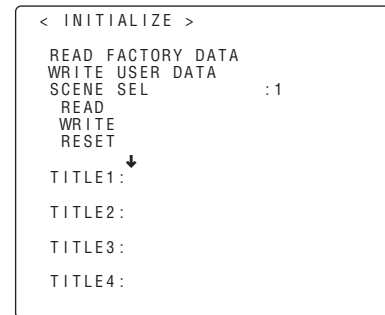 < INITIALIZE >
READ FACTORY DATA
WRITE USER DATA
SCENE SEL :1
READ
WRITE
RESET
TITLE1:
TITLE2:
TITLE3:
TITLE4: